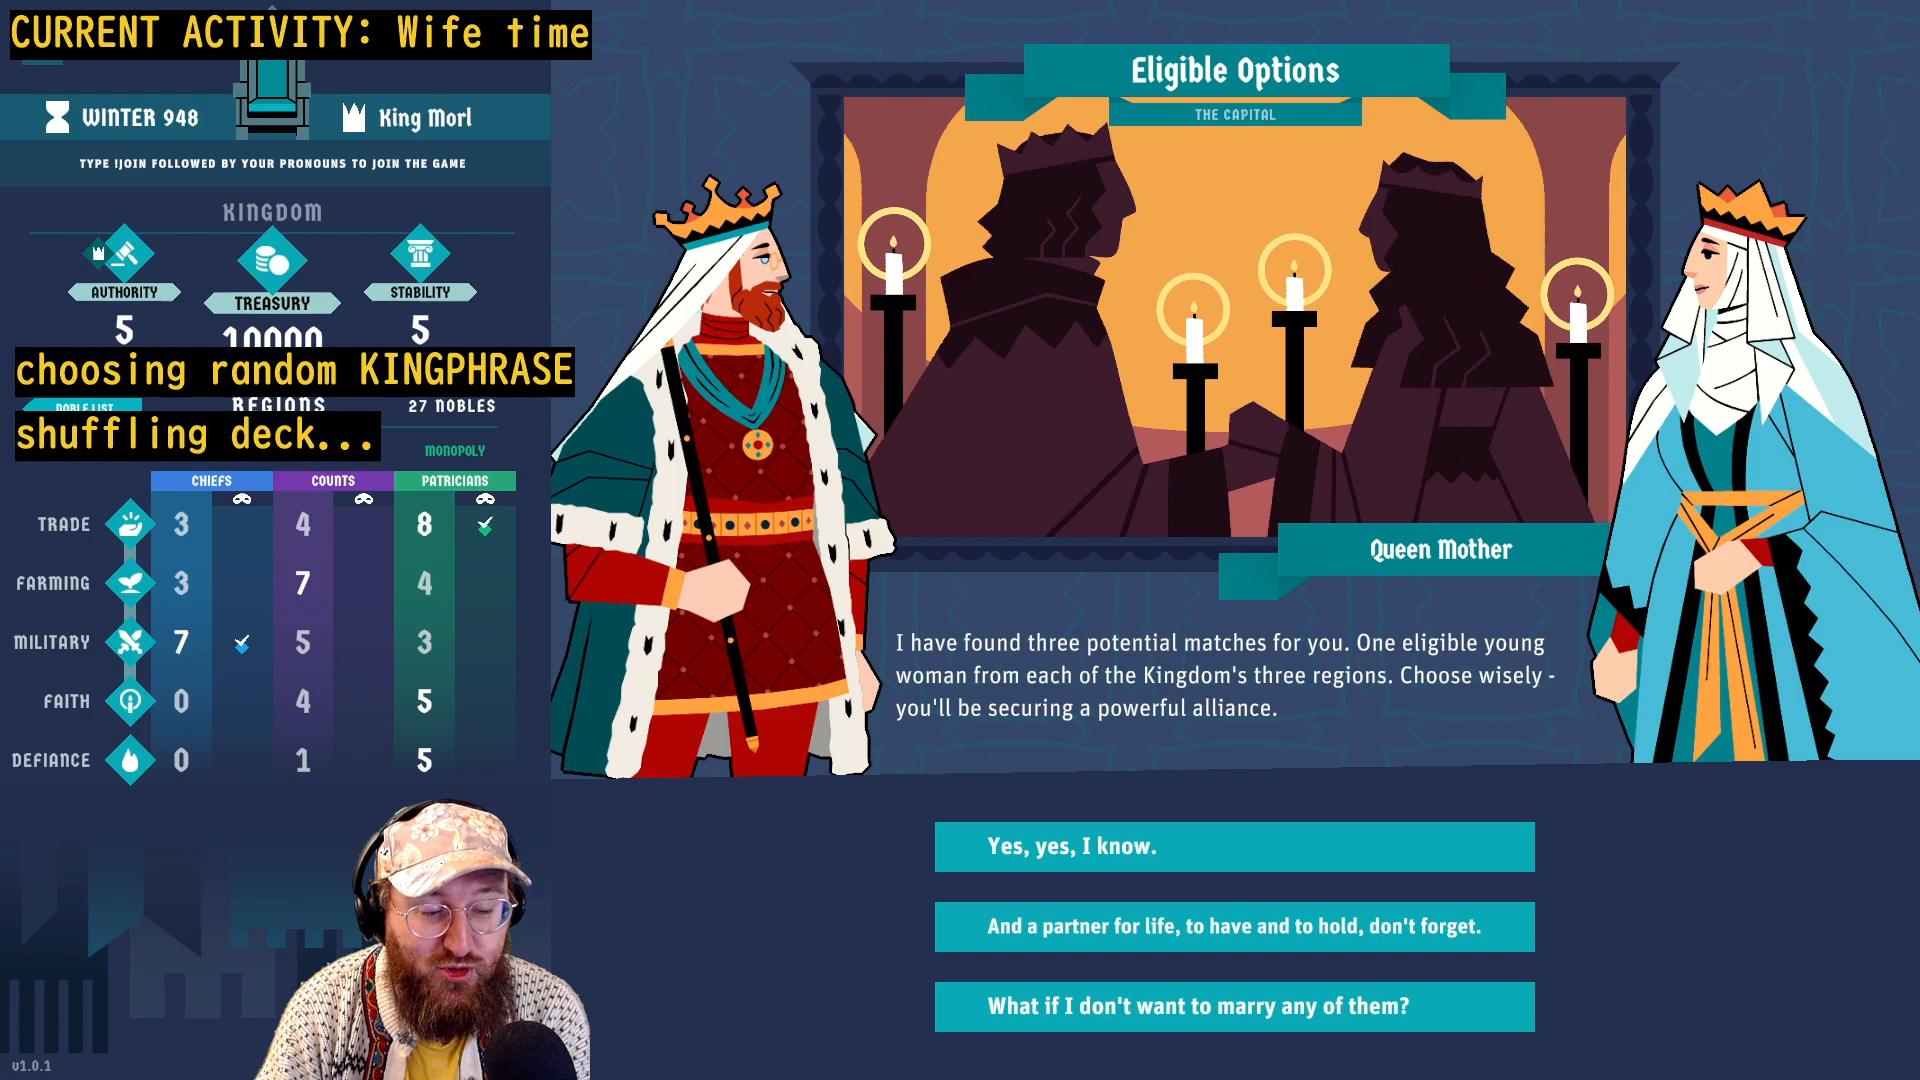 CURRENT ACTIVITY: Wife time
WINTER 948
King Morl
TYPE !JOIN FOLLOWED BY YOUR PRONOUNS TO JOIN THE GAME
KINGDOM
AUTHORITY
TREASURY
STABILITY
5
10000
5
choosing random KINGPHRASE
NOBLE LIST
REGIONS
27 NOBLES
shuffling deck...
MONOPOLY
CHIEFS
COUNTS
PATRICIANS
TRADE
3
4
8
FARMING
3
7
4
MILITARY
7
5
3
FAITH
0
4
5
DEFIANCE
0
1
5
v1.0.1
Eligible Options
THE CAPITAL
Queen Mother
I have found three potential matches for you. One eligible young
woman from each of the Kingdom's three regions. Choose wisely -
you'll be securing a powerful alliance.
Yes, yes, I know.
And a partner for life, to have and to hold, don't forget.
What if I don't want to marry any of them?